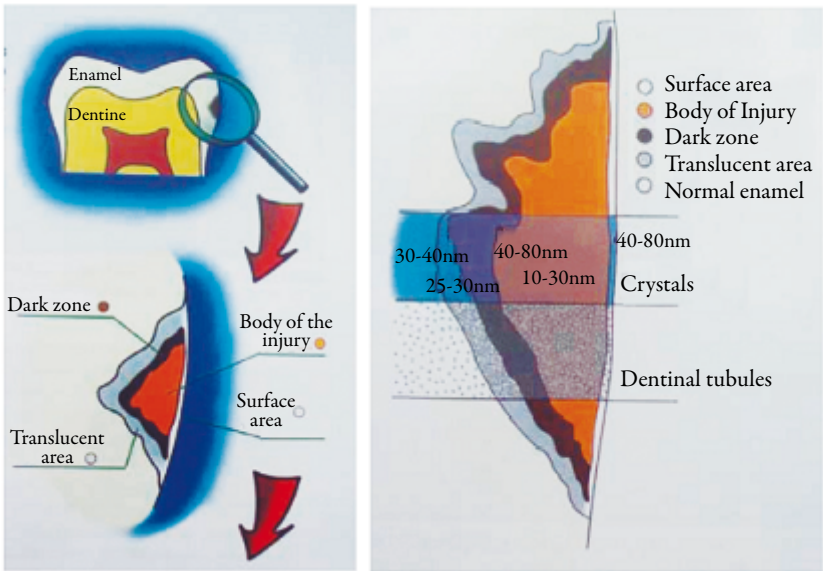 Enamel
Dentine
Dark zone
Body of the
injury
Surface
area
Translucent
area
Surface area
Body of Injury
Dark zone
Translucent area
Normal enamel
30-40nm
40-80nm
40-80nm
25-30nm
10-30nm
Crystals
Dentinal tubules